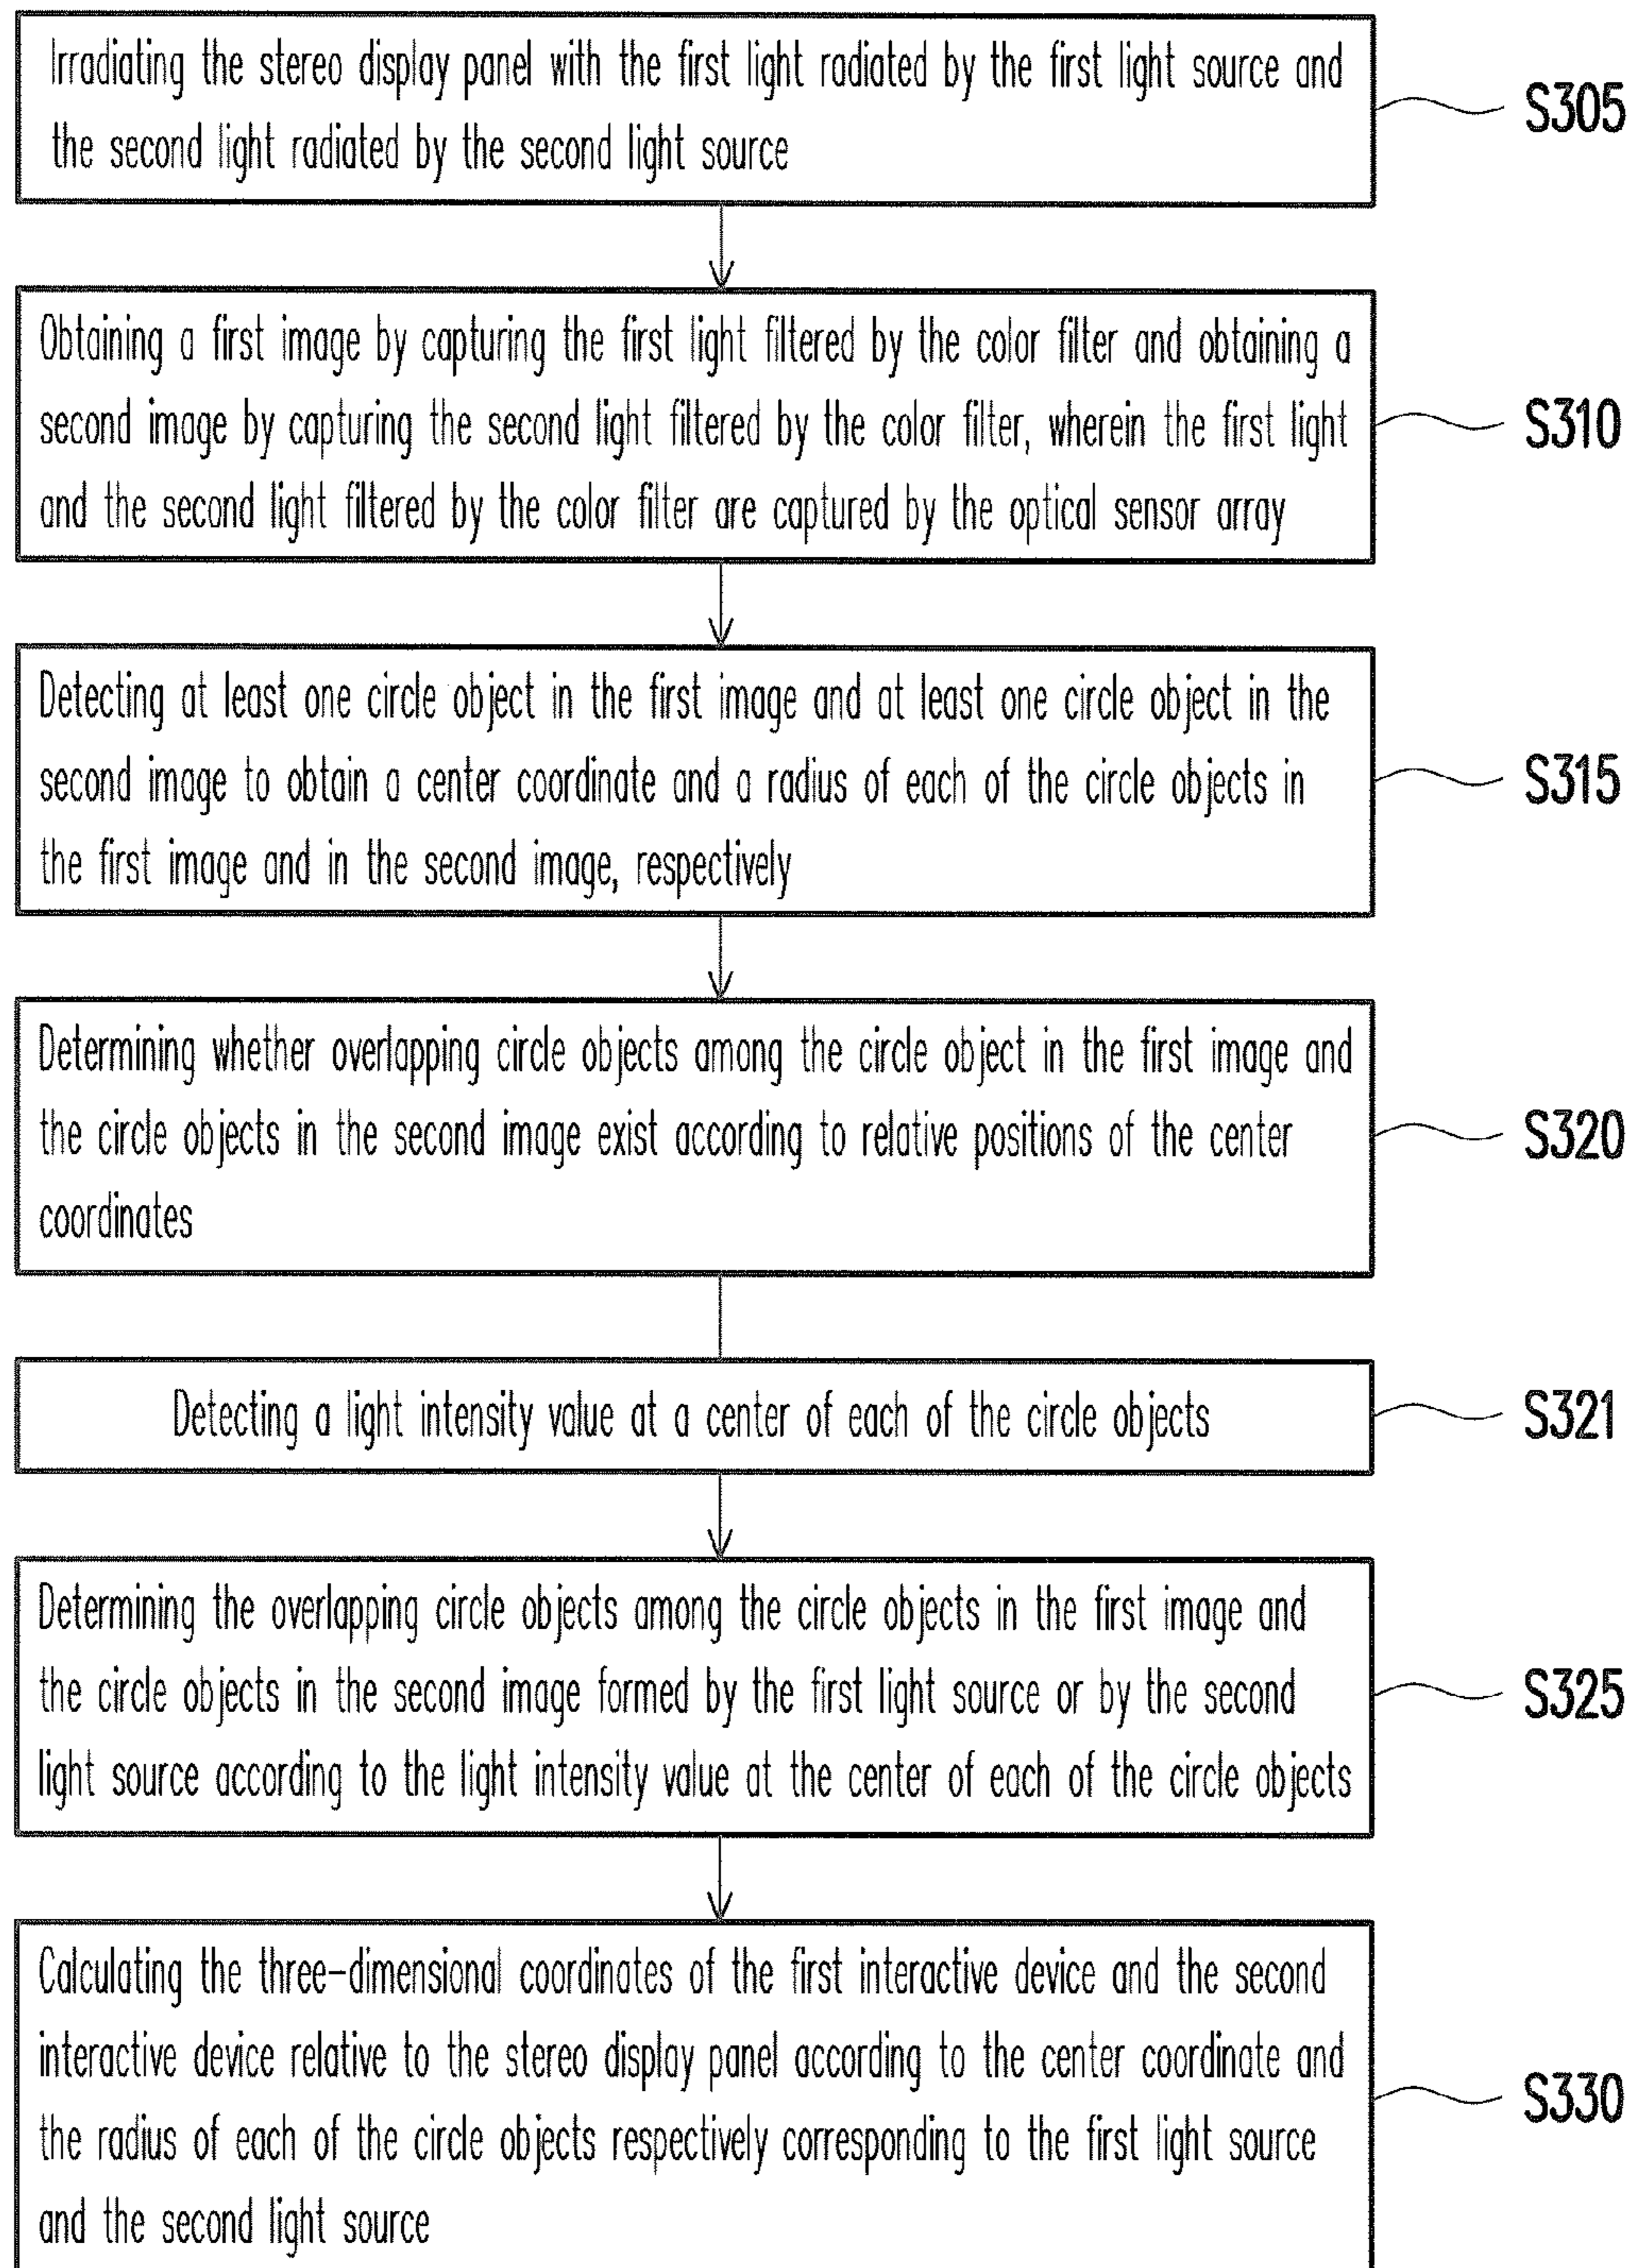 Irradiating the stereo display panel with the first light radiated by the first light source and
the second light radiated by the second light source
S305
Obtaining a first image by capturing the first light filtered by the color filter and obtaining a
second image by capturing the second light filtered by the color filter, wherein the first light
and the second light filtered by the color filter are captured by the optical sensor array
S310
Detecting at least one circle object in the first image and at least one circle object in the
second image to obtain a center coordinate and a radius of each of the circle objects in
the first image and in the second image, respectively
S315
Determining whether overlapping circle objects among the circle object in the first image and
the circle objects in the second image exist according to relative positions of the center
coordinates
S320
Detecting a light intensity value at a center of each of the circle objects
S321
Determining the overlapping circle objects among the circle objects in the first image and
the circle objects in the second image formed by the first light source or by the second
light source according to the light intensity value at the center of each of the circle objects
S325
Calculating the three-dimensional coordinates of the first interactive device and the second
interactive device relative to the stereo display panel according to the center coordinate and
the radius of each of the circle objects respectively corresponding to the first light source
and the second light source
S330